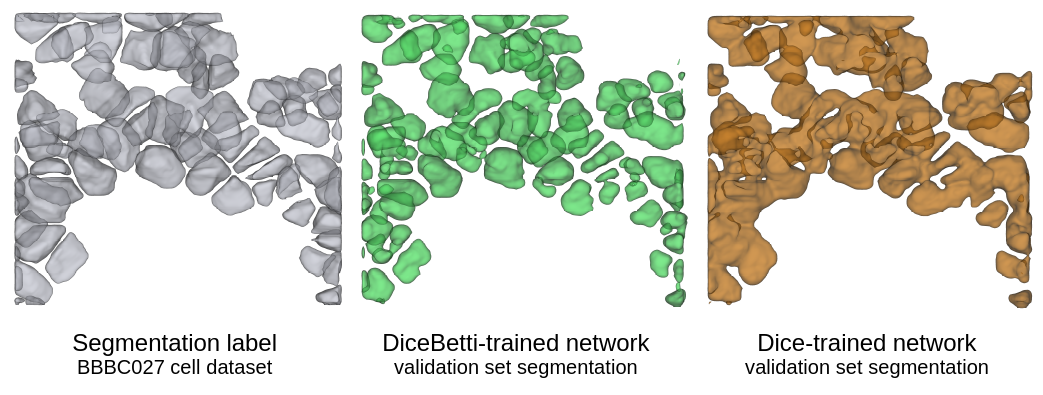 Segmentation label
BBBC027 cell dataset
DiceBetti-trained network
validation set segmentation
Dice-trained network
validation set segmentation